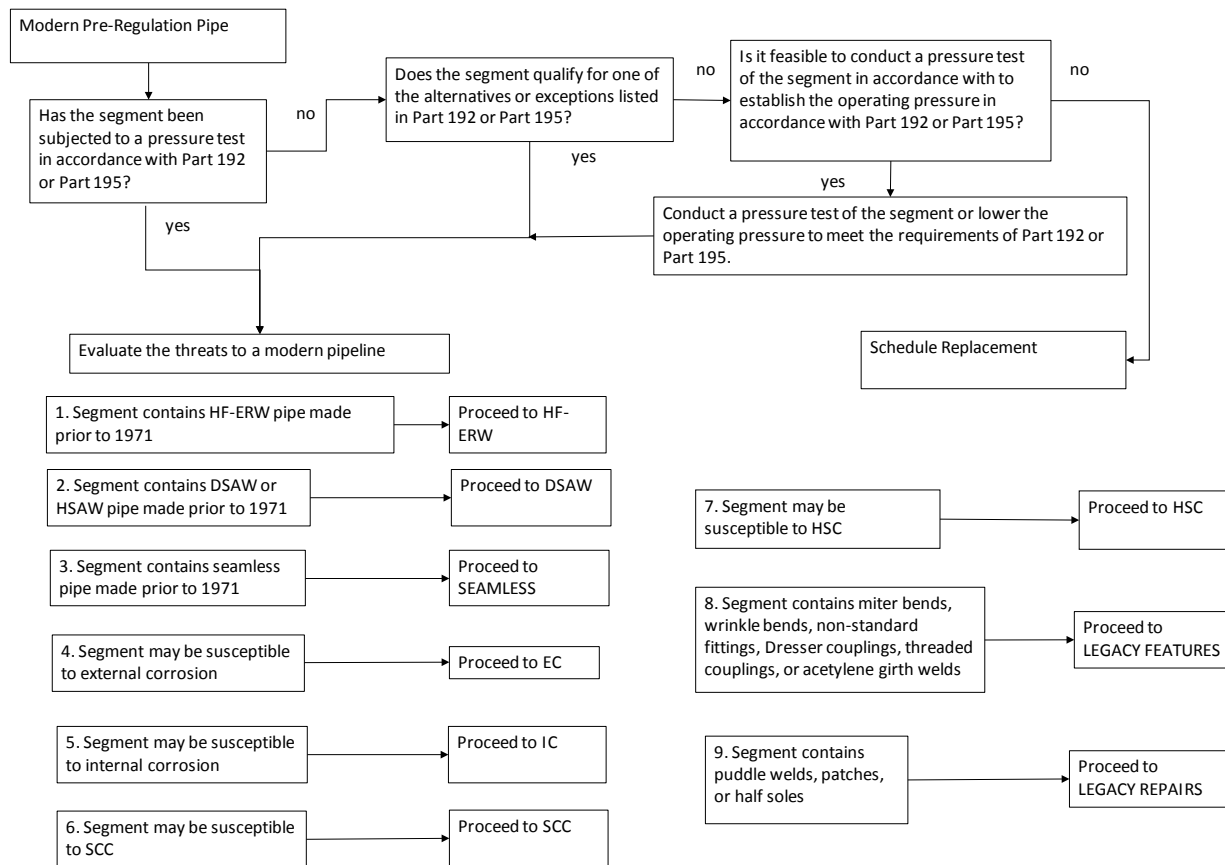 Modern Pre-Regulation Pipe
Has the segment been
subjected to a pressure test
in accordance with Part 192
or Part 195?
no
yes
Does the segment qualify for one of
the alternatives or exceptions listed
in Part 192 or Part 195?
no
yes
Is it feasible to conduct a pressure test
of the segment in accordance with to
establish the operating pressure in
accordance with Part 192 or Part 195?
no
yes
Conduct a pressure test of the segment or lower the
operating pressure to meet the requirements of Part 192 or
Part 195.
Evaluate the threats to a modern pipeline
Schedule Replacement
1. Segment contains HF-ERW pipe made
prior to 1971
Proceed to HF-
ERW
2. Segment contains DSAW or
HSAW pipe made prior to 1971
Proceed to DSAW
3. Segment contains seamless
pipe made prior to 1971
Proceed to
SEAMLESS
4. Segment may be susceptible
to external corrosion
Proceed to EC
5. Segment may be susceptible
to internal corrosion
Proceed to IC
6. Segment may be susceptible
to SCC
Proceed to SCC
7. Segment may be
susceptible to HSC
Proceed to HSC
8. Segment contains miter bends,
wrinkle bends, non-standard
fittings, Dresser couplings, threaded
couplings, or acetylene girth welds
Proceed to
LEGACY FEATURES
9. Segment contains
puddle welds, patches,
or half soles
Proceed to
LEGACY REPAIRS